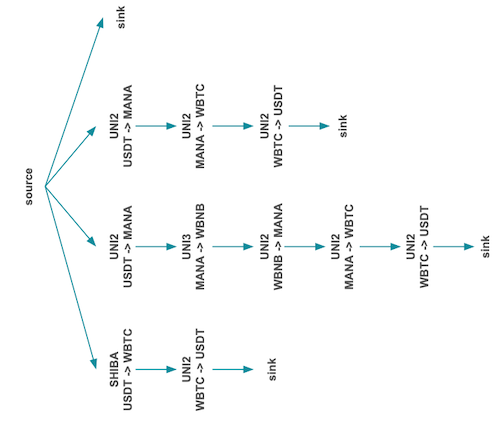 source
sink
UNI2
USDT -> MANA
UNI2
MANA -> WBTC
UNI2
WBTC -> USDT
sink
UNI2
USDT -> MANA
UNI3
MANA -> WBNB
UNI2
WBNB -> MANA
UNI2
MANA -> WBTC
UNI2
WBTC -> USDT
sink
SHIBA
USDT -> WBTC
UNI2
WBTC -> USDT
sink